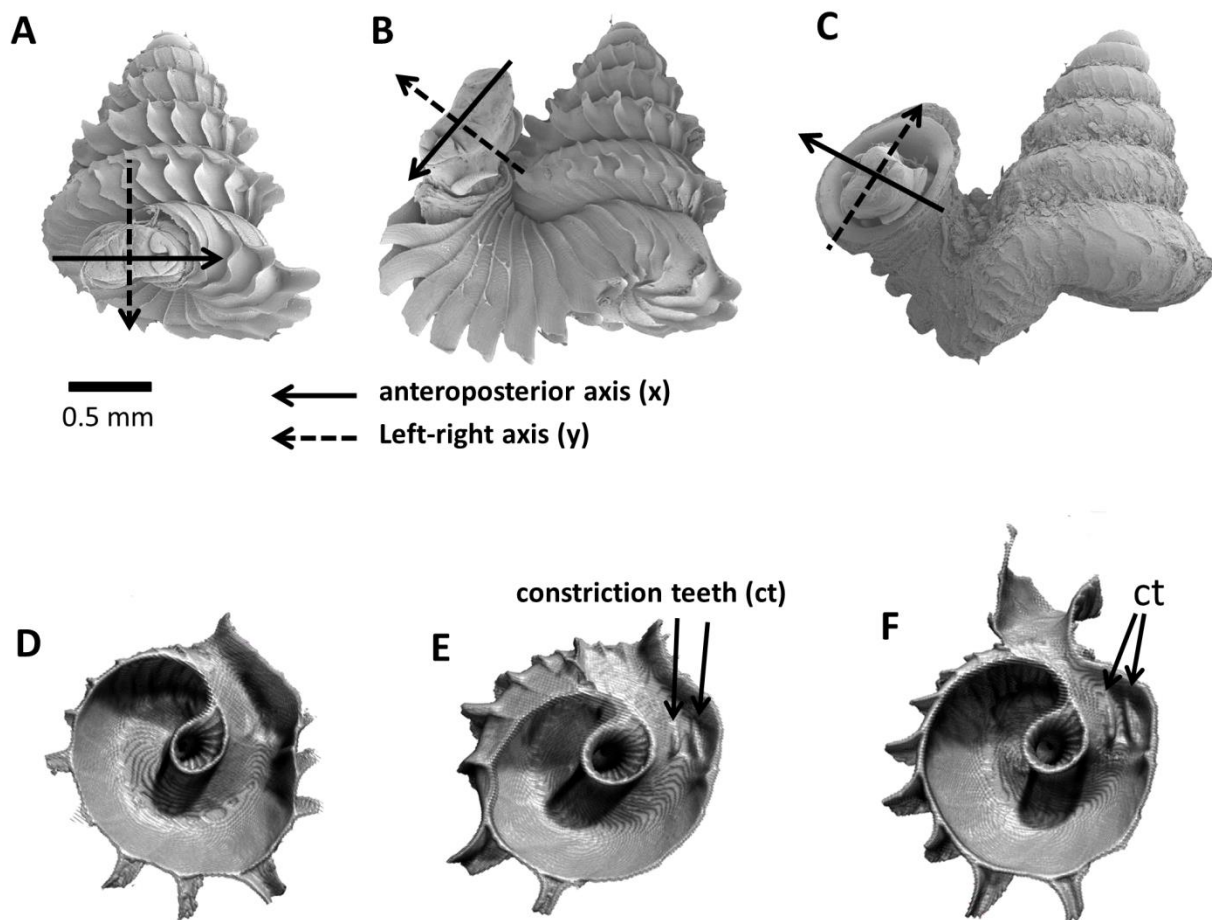 A
B
C
0.5 mm
anteroposterior axis (x)
Left-right axis (y)
constriction teeth (ct)
ct
D
E
F